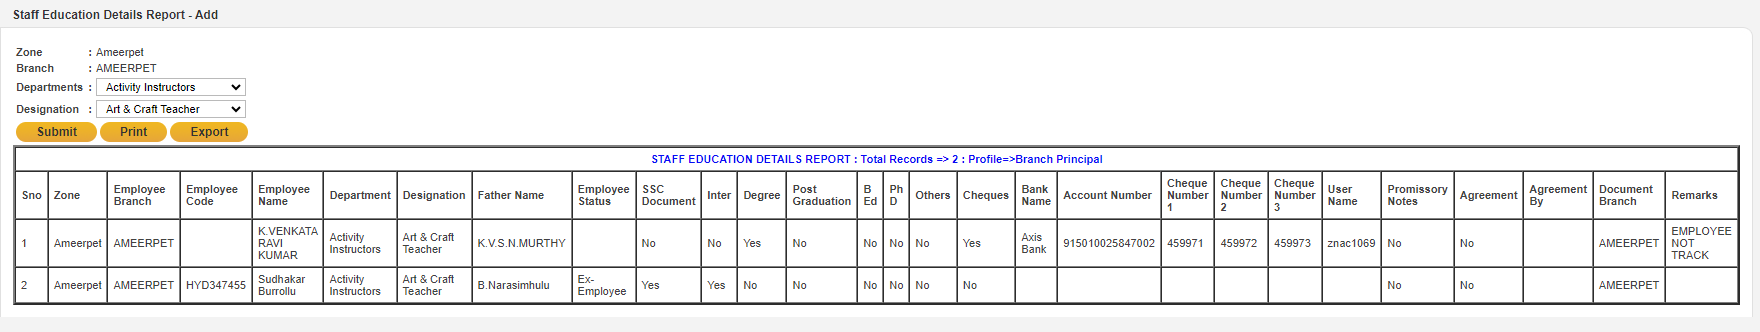 Staff Education Details Report - Add
Zone : Ameerpet
Branch : AMEERPET
Departments : Activity Instructors
Designation : Art & Craft Teacher
Submit Print Export
STAFF EDUCATION DETAILS REPORT : Total Records => 2 : Profile=>Branch Principal
Sno Zone Employee Branch Employee Code Employee Name Department Designation Father Name Employee Status SSC Document Inter Degree Post Graduation B Ed Ph D Others Cheques Bank Name Account Number Cheque Number 1 Cheque Number 2 Cheque Number 3 User Name Promissory Notes Agreement Agreement By Document Branch Remarks
1 Ameerpet AMEERPET K.VENKATA RAVI KUMAR Activity Instructors Art & Craft Teacher K.V.S.N.MURTHY No No Yes No No No No Yes Axis Bank 915010025847002 459971 459972 459973 znac1069 No No AMEERPET EMPLOYEE NOT TRACK
2 Ameerpet AMEERPET HYD347455 Sudhakar Burrollu Activity Instructors Art & Craft Teacher B.Narasimhulu Ex-Employee Yes Yes No No No No No No No No AMEERPET